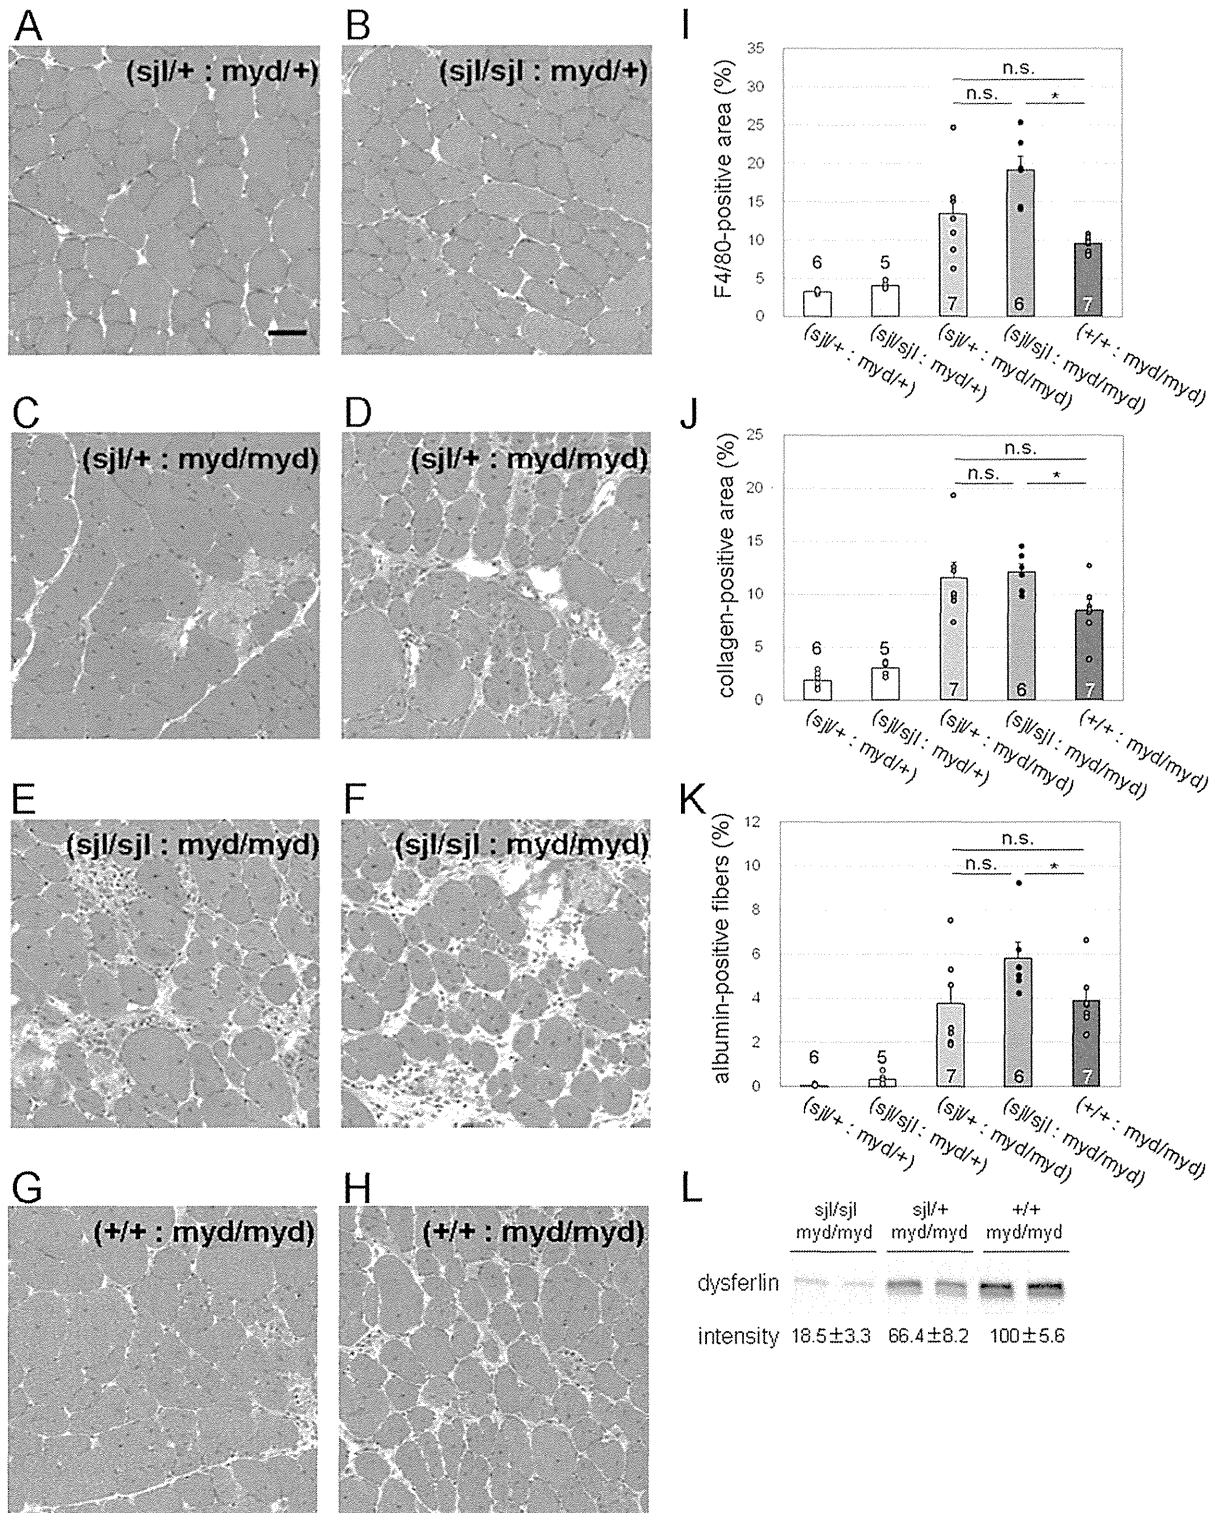 A
(sjl/+ : myd/+)
B
(sjl/sjl : myd/+)
C
(sjl/+ : myd/myd)
D
(sjl/+ : myd/myd)
E
(sjl/sjl : myd/myd)
F
(sjl/sjl : myd/myd)
G
(+/+ : myd/myd)
H
(+/+ : myd/myd)
I
F4/80-positive area (%)
35
30
25
20
15
10
5
0
n.s.
n.s.
*
6
5
7
6
7
(sjl/+ : myd/+)
(sjl/sjl : myd/+)
(sjl/+ : myd/myd)
(sjl/sjl : myd/myd)
(+/+ : myd/myd)
J
collagen-positive area (%)
25
20
15
10
5
0
n.s.
n.s.
*
6
5
7
6
7
(sjl/+ : myd/+)
(sjl/sjl : myd/+)
(sjl/+ : myd/myd)
(sjl/sjl : myd/myd)
(+/+ : myd/myd)
K
albumin-positive fibers (%)
12
10
8
6
4
2
0
n.s.
n.s.
*
6
5
7
6
7
(sjl/+ : myd/+)
(sjl/sjl : myd/+)
(sjl/+ : myd/myd)
(sjl/sjl : myd/myd)
(+/+ : myd/myd)
L
sjl/sjl sjl/+ +/+
myd/myd myd/myd myd/myd
dysferlin
intensity 18.5±3.3 66.4±8.2 100±5.6